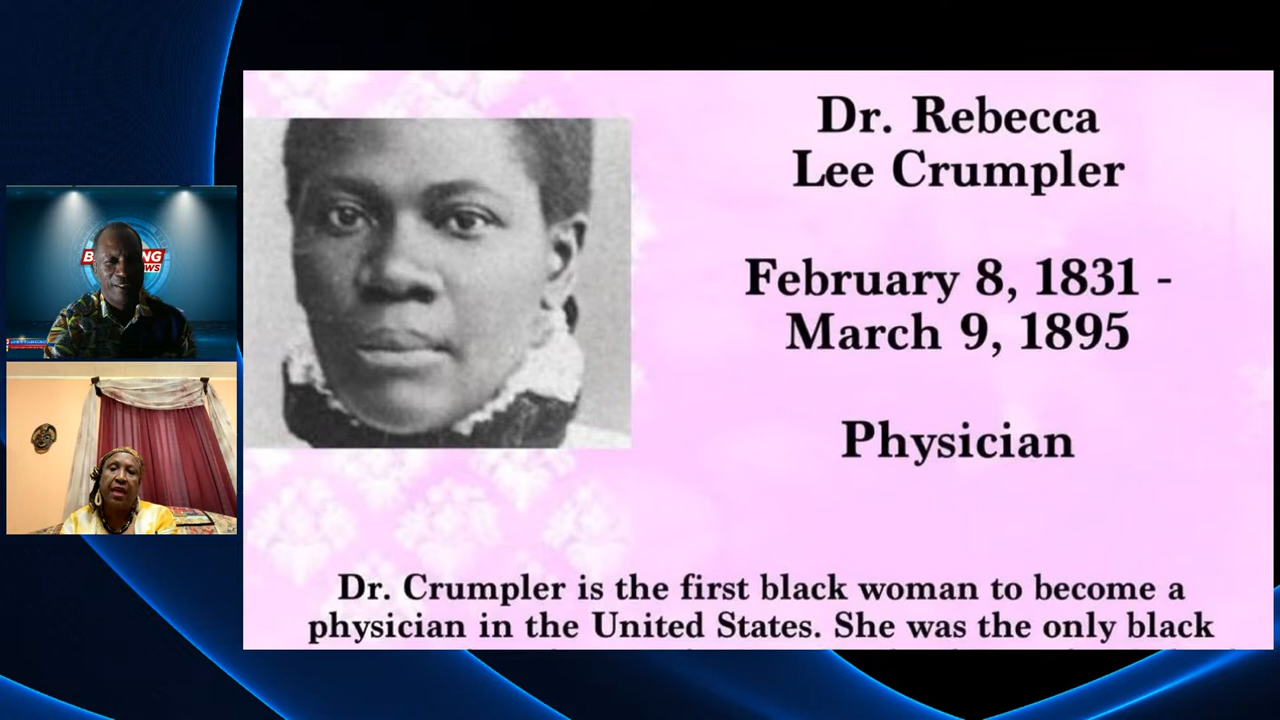 Dr. Rebecca
Lee Crumpler
February 8, 1831 -
March 9, 1895
Physician
Dr. Crumpler is the first black woman to become a
physician in the United States. She was the only black